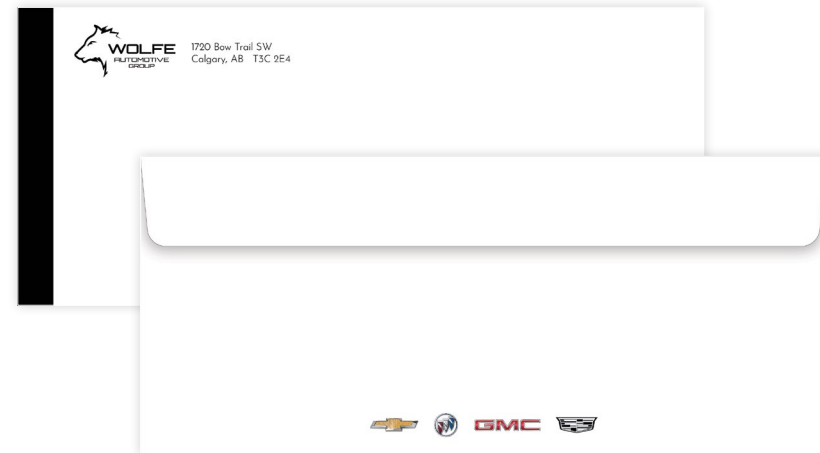 WOLFE
AUTOMOTIVE
GROUP
1720 Bow Trail SW
Calgary, AB T3C 2E4
GMC